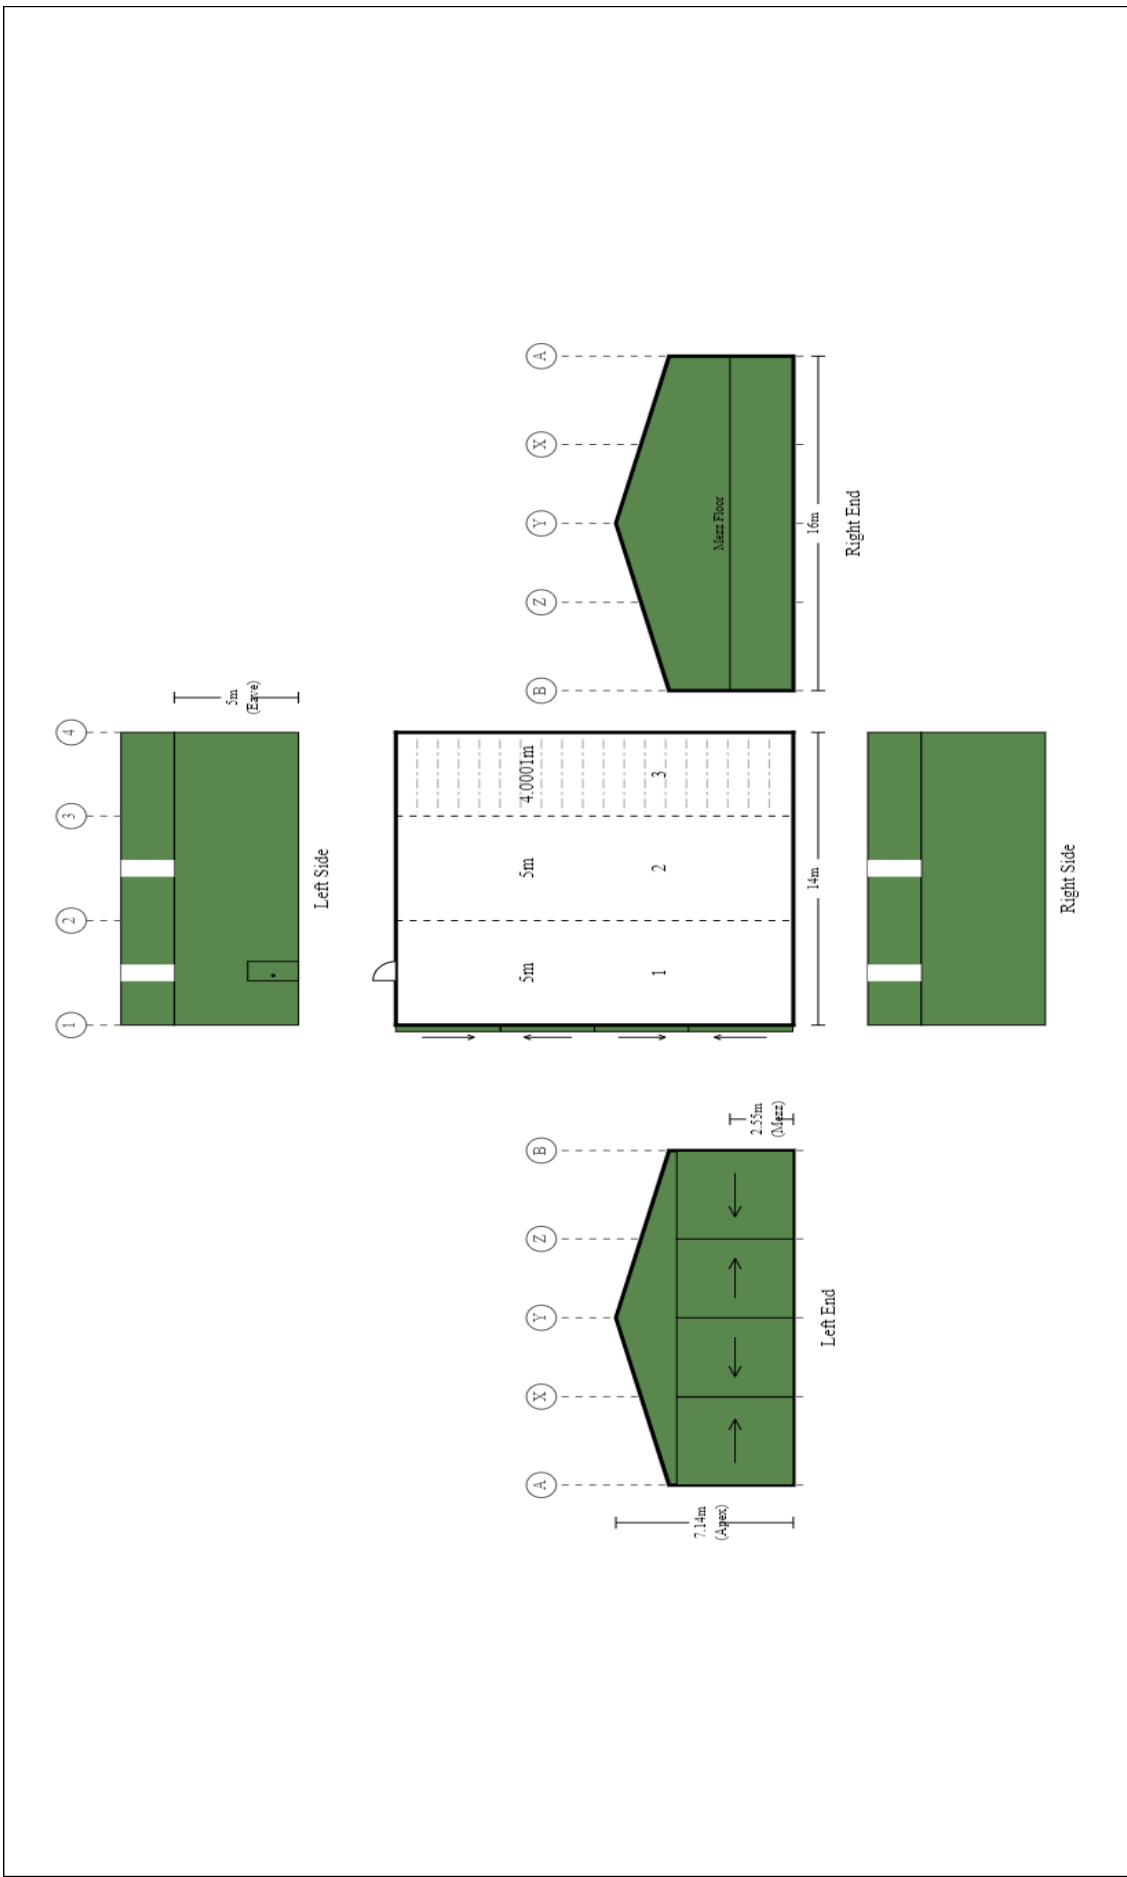 1
2
3
4
5m
(Eave)
Left Side
B
Z
Y
X
A
Mezz Floor
16m
Right End
5m
5m
4.0001m
1
2
3
14m
A
X
Y
Z
B
7.14m
(Apex)
2.55m
(Mezz)
Left End
Right Side